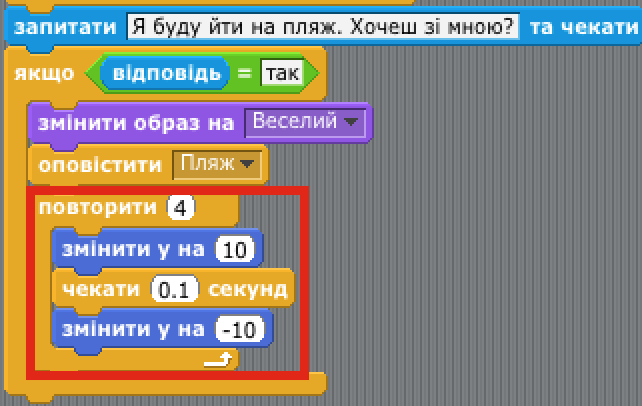 запитати Я буду йти на пляж. Хочеш зі мною? та чекати
якщо відповідь = так
змінити образ на Веселий
оповістити Пляж
повторити 4
змінити y на 10
чекати 0.1 секунд
змінити y на -10